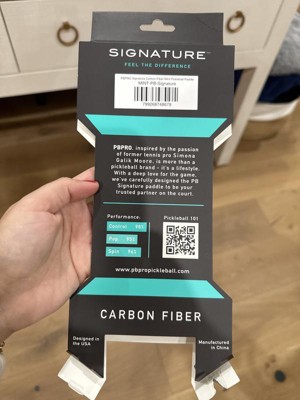 SIGNATURE™
FEEL THE DIFFERENCE
PBPRO, inspired by the passion
of former tennis pro Simona
Galik Moore, is more than a
pickleball brand - it's a lifestyle.
With a deep love for the game,
we've carefully designed the PB
Signature paddle to be your
trusted partner on the court.
Performance: Pickleball 101
Control
Pop
Spin
www.pbpropickleball.com
CARBON FIBER
Designed in
the USA
Manufactured
in China